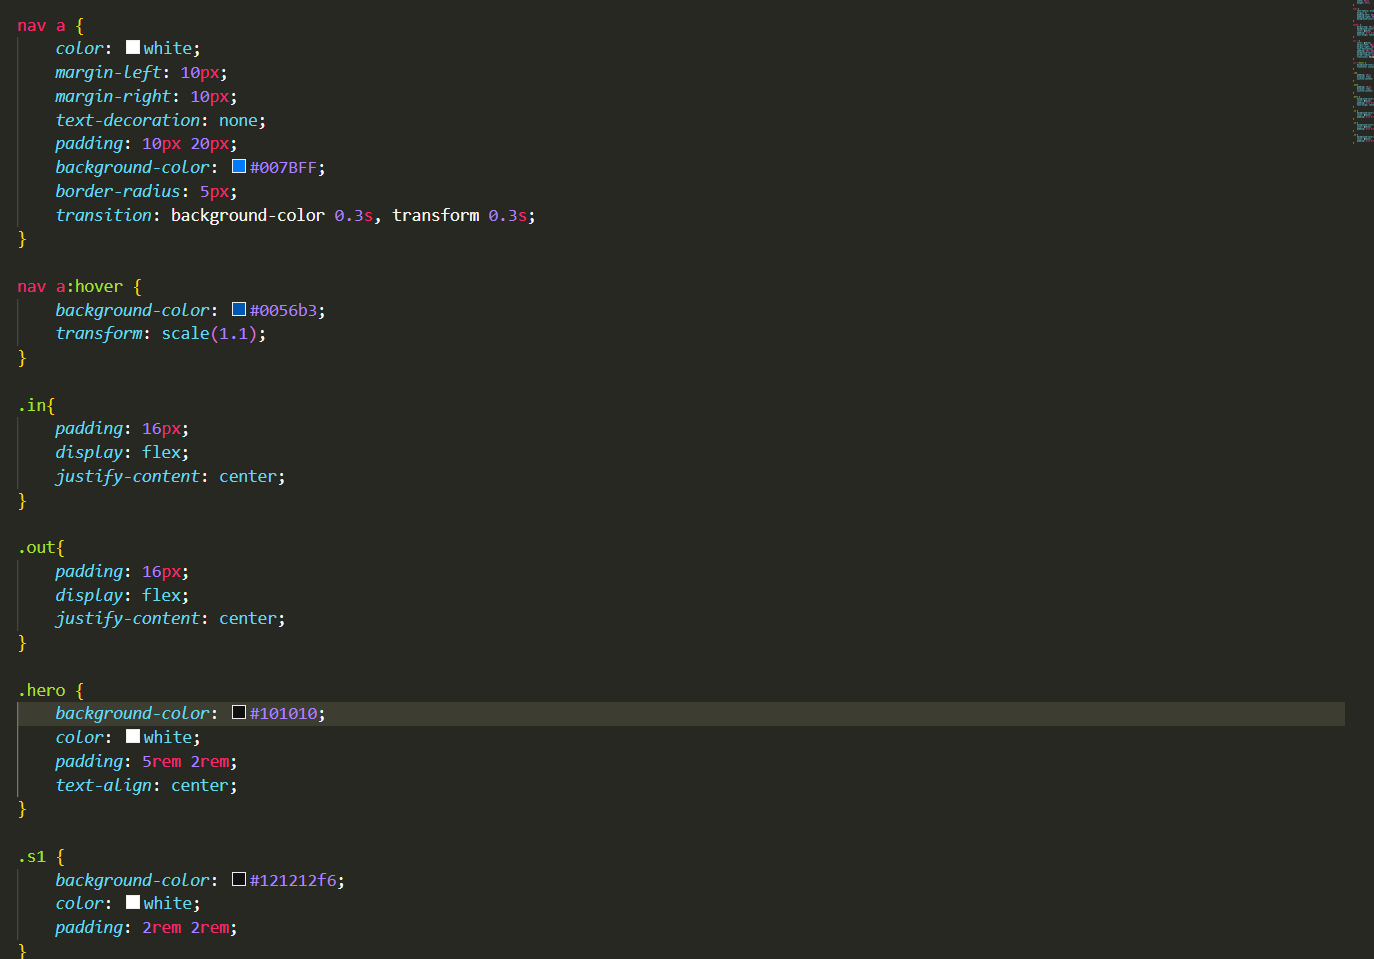 nav a {
    color: white;
    margin-left: 10px;
    margin-right: 10px;
    text-decoration: none;
    padding: 10px 20px;
    background-color: #007BFF;
    border-radius: 5px;
    transition: background-color 0.3s, transform 0.3s;
}

nav a:hover {
    background-color: #0056b3;
    transform: scale(1.1);
}

.in{
    padding: 16px;
    display: flex;
    justify-content: center;
}

.out{
    padding: 16px;
    display: flex;
    justify-content: center;
}

.hero {
    background-color: #101010;
    color: white;
    padding: 5rem 2rem;
    text-align: center;
}

.s1 {
    background-color: #121212f6;
    color: white;
    padding: 2rem 2rem;
}